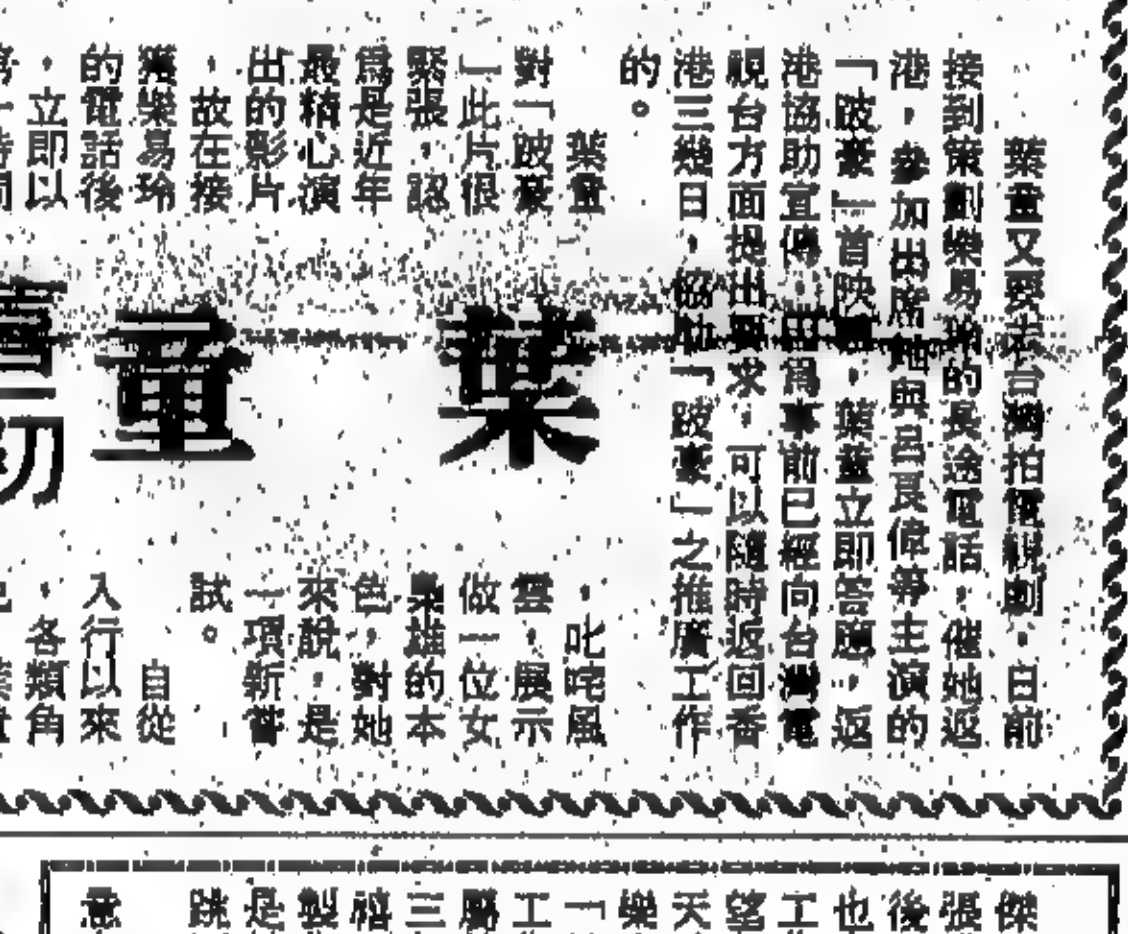 葉童又要去台灣拍電視劇，日前
接到策劃樂易玲的長途電話，催她返
港，參加出席她與呂良偉等主演的
「跛豪」首映　，葉童立即答應，返
港協助宣傳，因為事前已經向台灣電
視台方面提出要求，可以隨時返回香
港三幾日，協助「跛豪」之推廣工作
的。
葉童
對「跛豪
」此片很
緊張，認
為是近年
最精心演
出的影片
，故在接
獲樂易玲
的電話後
，立即以
葉　童
，叱咤風
雲，展示
做一位女
梟雄的本
色，對她
來說，是
一項新嘗
試。
自從
入行以來
，各類角